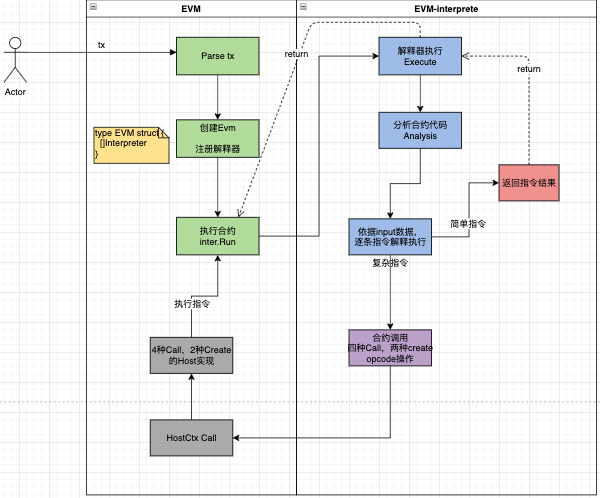 EVM
EVM-interprete
tx
Actor
Parse tx
return
解释器执行
Execute
return
type EVM struct{
[]Interpreter
}
创建Evm
注册解释器
分析合约代码
Analysis
返回指令结果
执行合约
inter.Run
依据input数据，
逐条指令解释执行
简单指令
复杂指令
执行指令
4种Call，2种Create
的Host实现
合约调用
四种Call，两种create
opcode操作
HostCtx Call